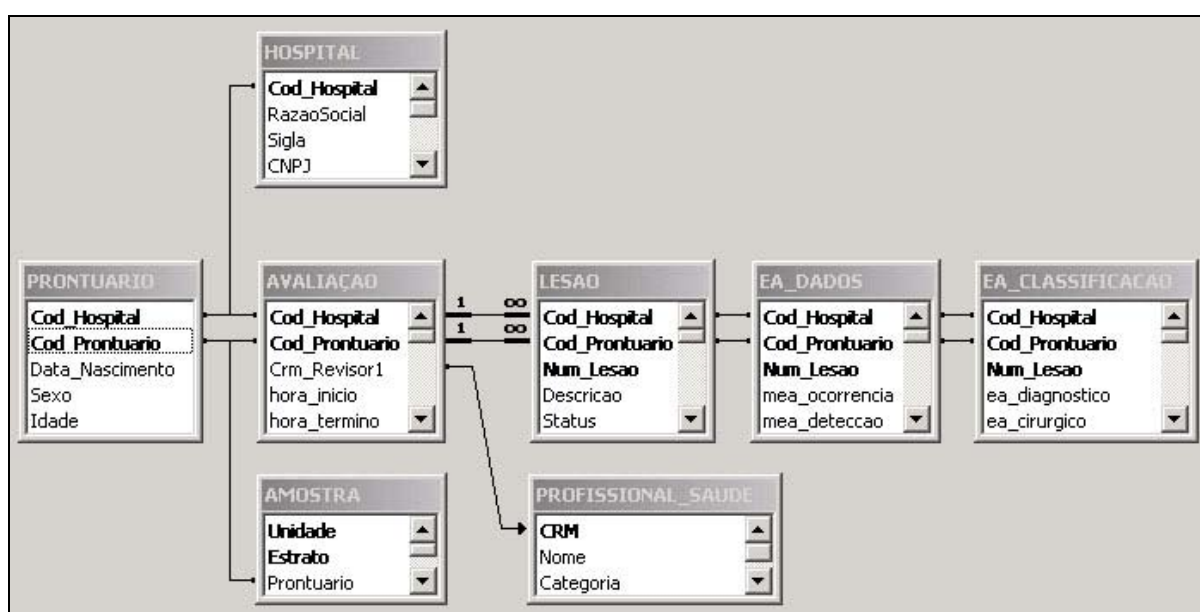 HOSPITAL
Cod_Hospital
RazaoSocial
Sigla
CNPJ
PRONTUARIO
Cod_Hospital
Cod_Prontuario
Data_Nascimento
Sexo
Idade
AVALIAÇAO
Cod_Hospital
Cod_Prontuario
Crm_Revisor1
hora_inicio
hora_termino
1 ∞
1 ∞
LESAO
Cod_Hospital
Cod_Prontuario
Num_Lesao
Descricao
Status
EA_DADOS
Cod_Hospital
Cod_Prontuario
Num_Lesao
mea_ocorrencia
mea_deteccao
EA_CLASSIFICACAO
Cod_Hospital
Cod_Prontuario
Num_Lesao
ea_diagnostico
ea_cirurgico
AMOSTRA
Unidade
Estrato
Prontuario
PROFISSIONAL_SAUDE
CRM
Nome
Categoria